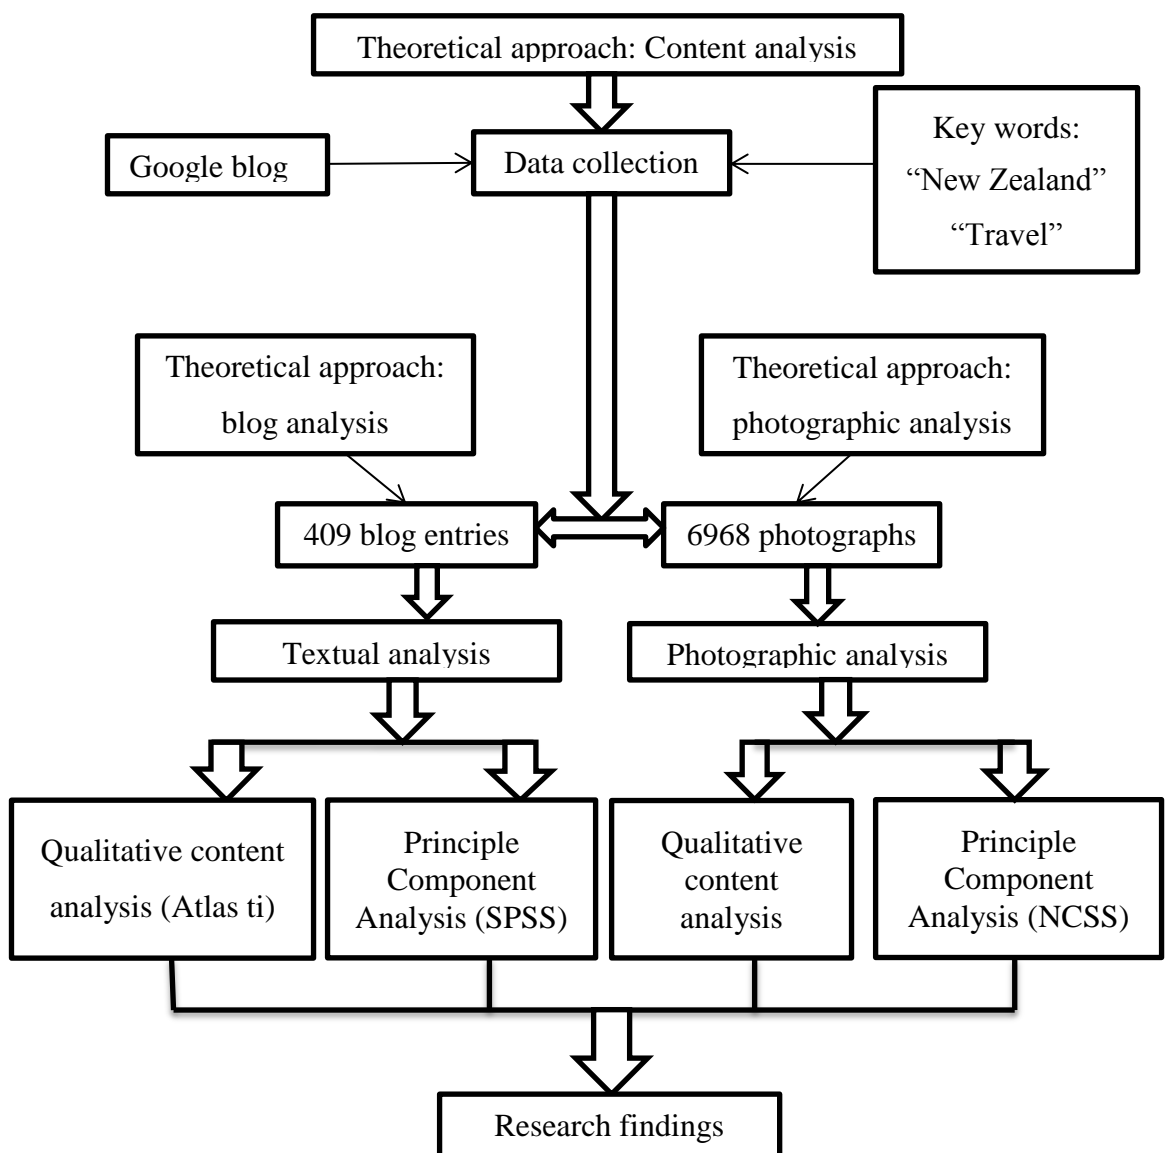 Theoretical approach: Content analysis
Google blog
Data collection
Key words:
“New Zealand”
“Travel”
Theoretical approach:
blog analysis
Theoretical approach:
photographic analysis
409 blog entries
6968 photographs
Textual analysis
Photographic analysis
Qualitative content
analysis (Atlas ti)
Principle
Component
Analysis (SPSS)
Qualitative
content
analysis
Principle
Component
Analysis (NCSS)
Research findings